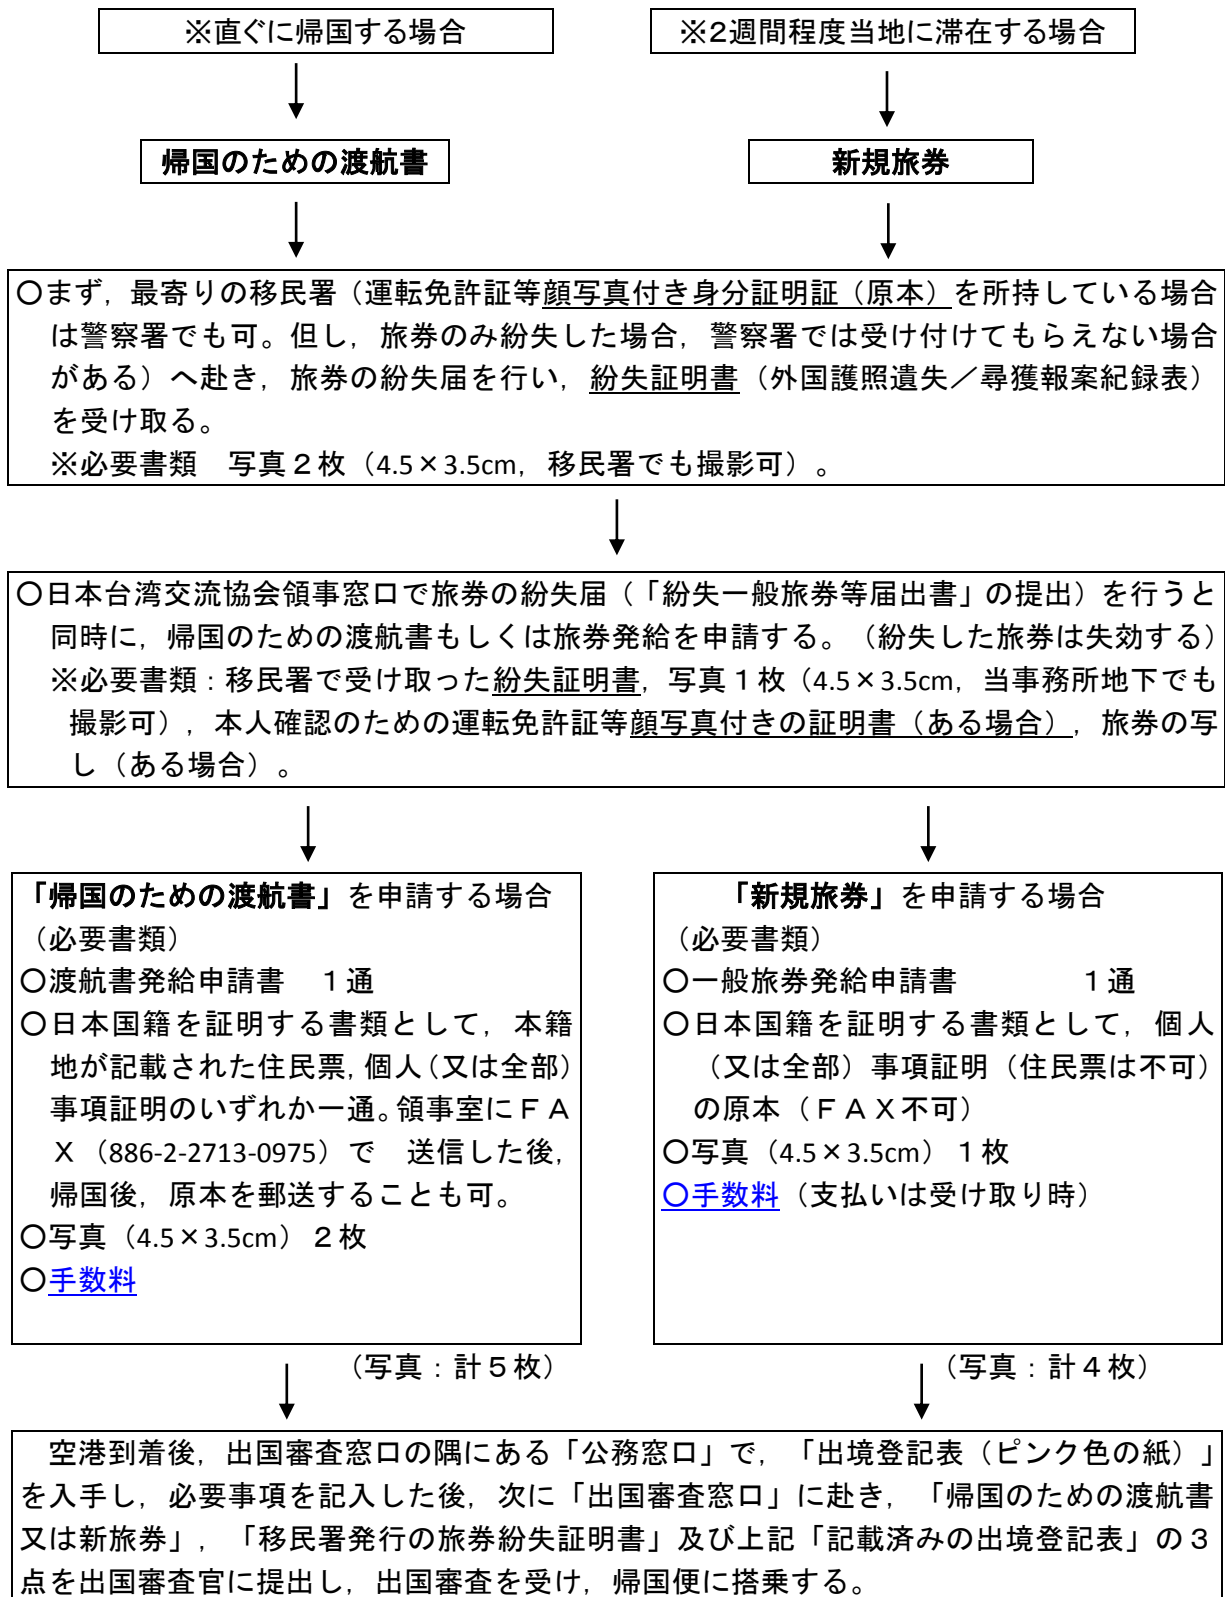 ※直ぐに帰国する場合
※2週間程度当地に滞在する場合
帰国のための渡航書
新規旅券
○まず，最寄りの移民署（運転免許証等顔写真付き身分証明証（原本）を所持している場合
は警察署でも可。但し，旅券のみ紛失した場合，警察署では受け付けてもらえない場合
がある）へ赴き，旅券の紛失届を行い，紛失証明書（外国護照遺失／尋獲報案紀録表）
を受け取る。
※必要書類　写真２枚（4.5×3.5cm，移民署でも撮影可）。
○日本台湾交流協会領事窓口で旅券の紛失届（「紛失一般旅券等届出書」の提出）を行うと
同時に，帰国のための渡航書もしくは旅券発給を申請する。（紛失した旅券は失効する）
※必要書類：移民署で受け取った紛失証明書，写真１枚（4.5×3.5cm，当事務所地下でも
撮影可），本人確認のための運転免許証等顔写真付きの証明書（ある場合），旅券の写
し（ある場合）。
「帰国のための渡航書」を申請する場合
（必要書類）
○渡航書発給申請書　１通
○日本国籍を証明する書類として，本籍
地が記載された住民票，個人（又は全部）
事項証明のいずれか一通。領事室にＦＡ
Ｘ（886-2-2713-0975）で　送信した後，
帰国後，原本を郵送することも可。
○写真（4.5×3.5cm）２枚
○手数料
（写真：計５枚）
「新規旅券」を申請する場合
（必要書類）
○一般旅券発給申請書　　　　１通
○日本国籍を証明する書類として，個人
（又は全部）事項証明（住民票は不可）
の原本（ＦＡＸ不可）
○写真（4.5×3.5cm）１枚
○手数料（支払いは受け取り時）
（写真：計４枚）
空港到着後，出国審査窓口の隅にある「公務窓口」で，「出境登記表（ピンク色の紙）」
を入手し，必要事項を記入した後，次に「出国審査窓口」に赴き，「帰国のための渡航書
又は新旅券」，「移民署発行の旅券紛失証明書」及び上記「記載済みの出境登記表」の３
点を出国審査官に提出し，出国審査を受け，帰国便に搭乗する。